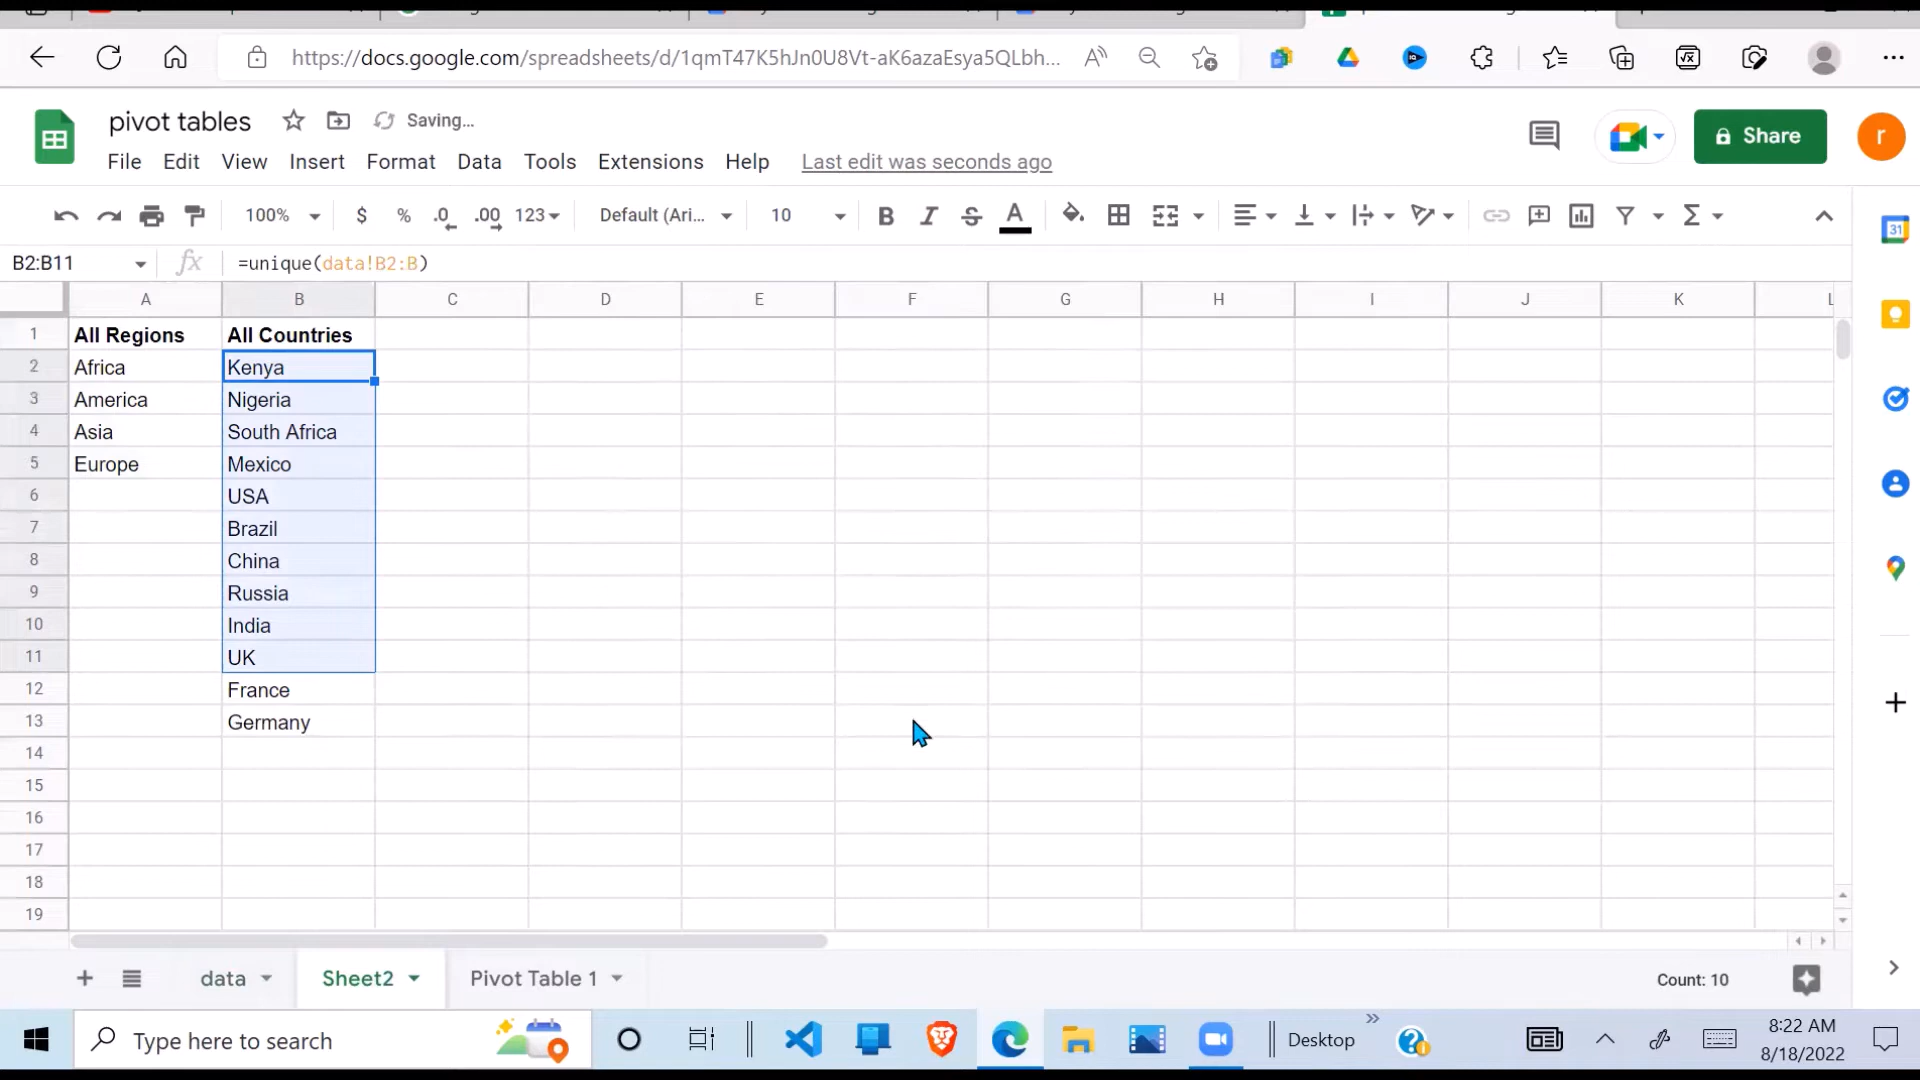 https://docs.google.com/spreadsheets/d/1qmT47K5hJn0U8Vt-aK6azaEsya5QLbh...
pivot tables Saving...
File Edit View Insert Format Data Tools Extensions Help Last edit was seconds ago
Share
r
100% $ % .0 .00 123 Default (Ari... 10 B I S A Σ
B2:B11 fx =unique(data!B2:B)
A B C D E F G H I J K L
1 All Regions All Countries
2 Africa Kenya
3 America Nigeria
4 Asia South Africa
5 Europe Mexico
6 USA
7 Brazil
8 China
9 Russia
10 India
11 UK
12 France
13 Germany
14
15
16
17
18
19
31
data Sheet2 Pivot Table 1 Count: 10
Type here to search Desktop 8:22 AM
8/18/2022